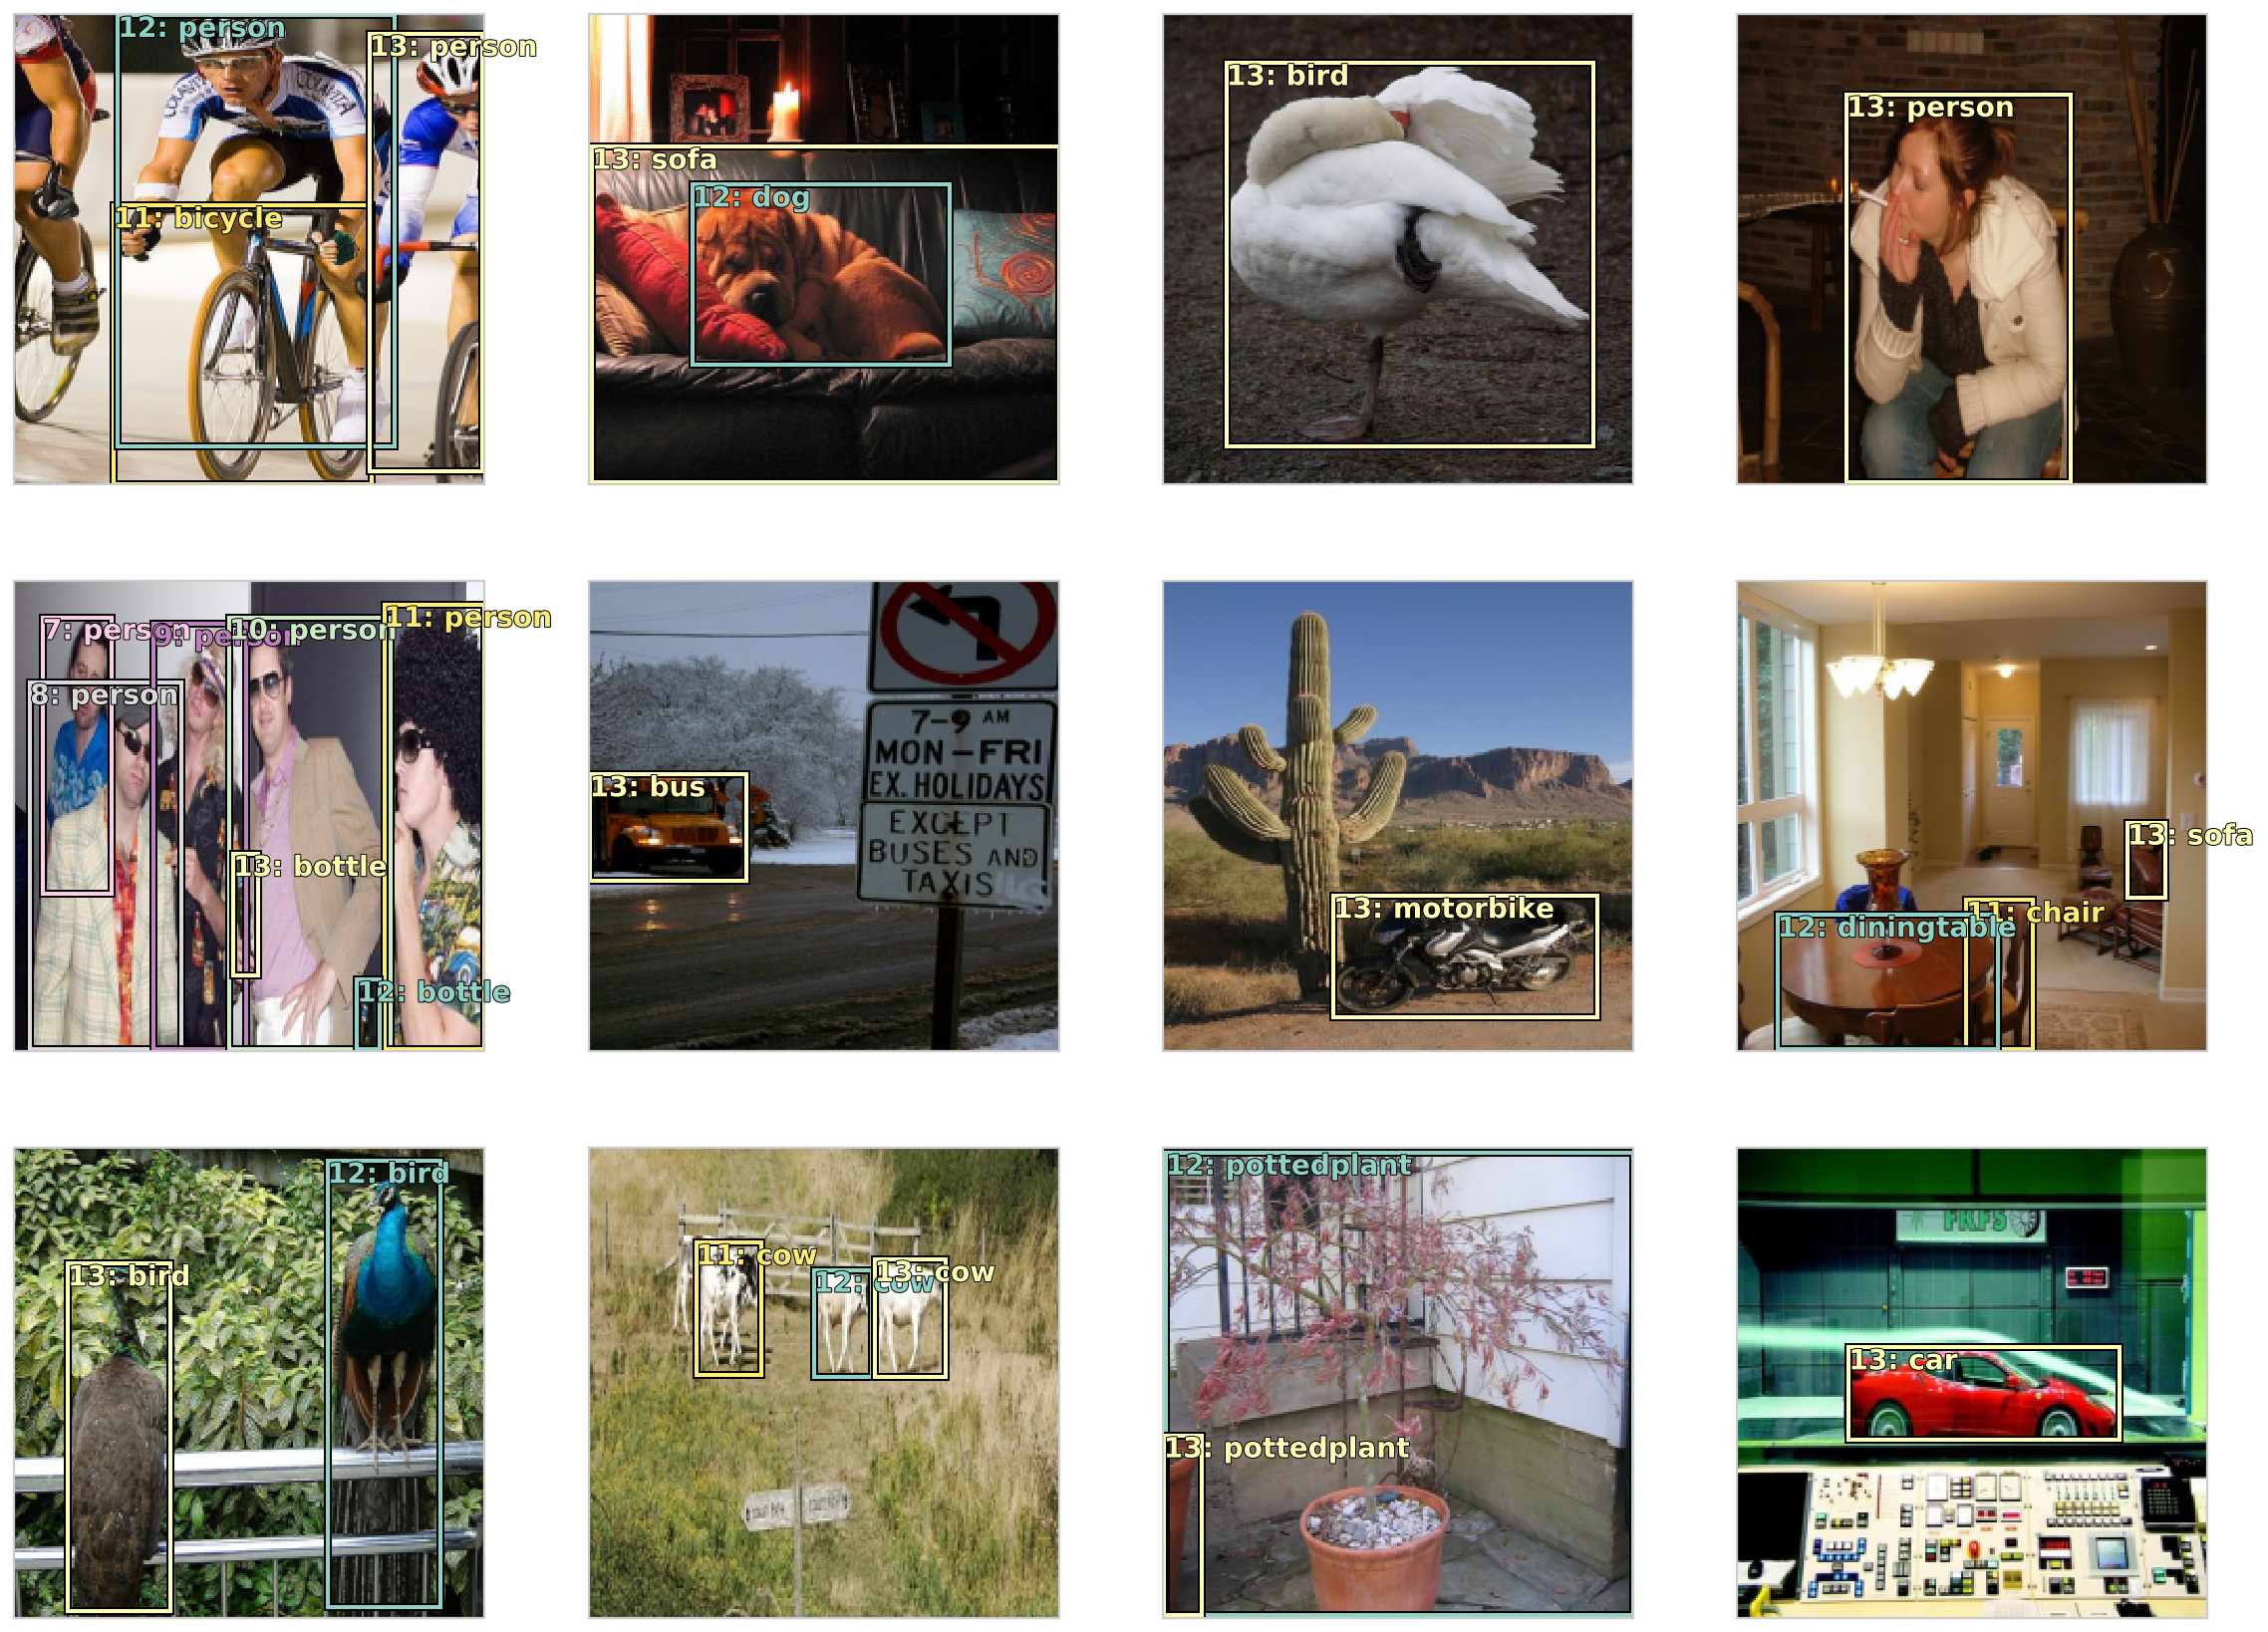 12: person
13: person
11: bicycle
13: sofa
12: dog
13: bird
13: person
7: person
9: person
10: person
11: person
8: person
13: bottle
12: bottle
13: bus
7-9 AM
MON-FRI
EX. HOLIDAYS
EXCEPT
BUSES AND
TAXIS
13: motorbike
13: sofa
11: chair
12: diningtable
12: bird
13: bird
11: cow
12: cow
13: cow
12: pottedplant
13: pottedplant
FRFS
13: car